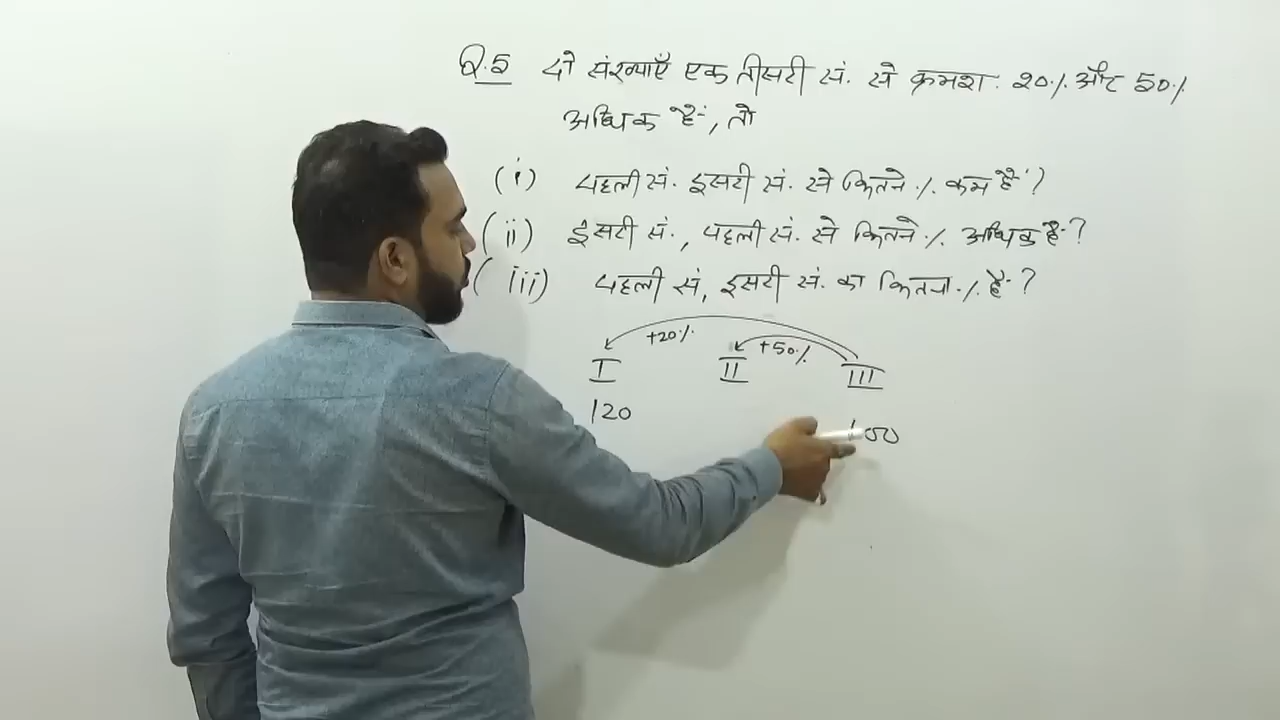 Q.5 दो संख्याएँ एक तीसरी सं. से क्रमशः 20% और 50%
अधिक हैं, तो
(i) पहली सं. दूसरी सं. से कितने % कम है ?
(ii) दूसरी सं., पहली सं. से कितने % अधिक है ?
(iii) पहली सं, दूसरी सं. का कितना % है ?
+20% +50%
I II III
120 100